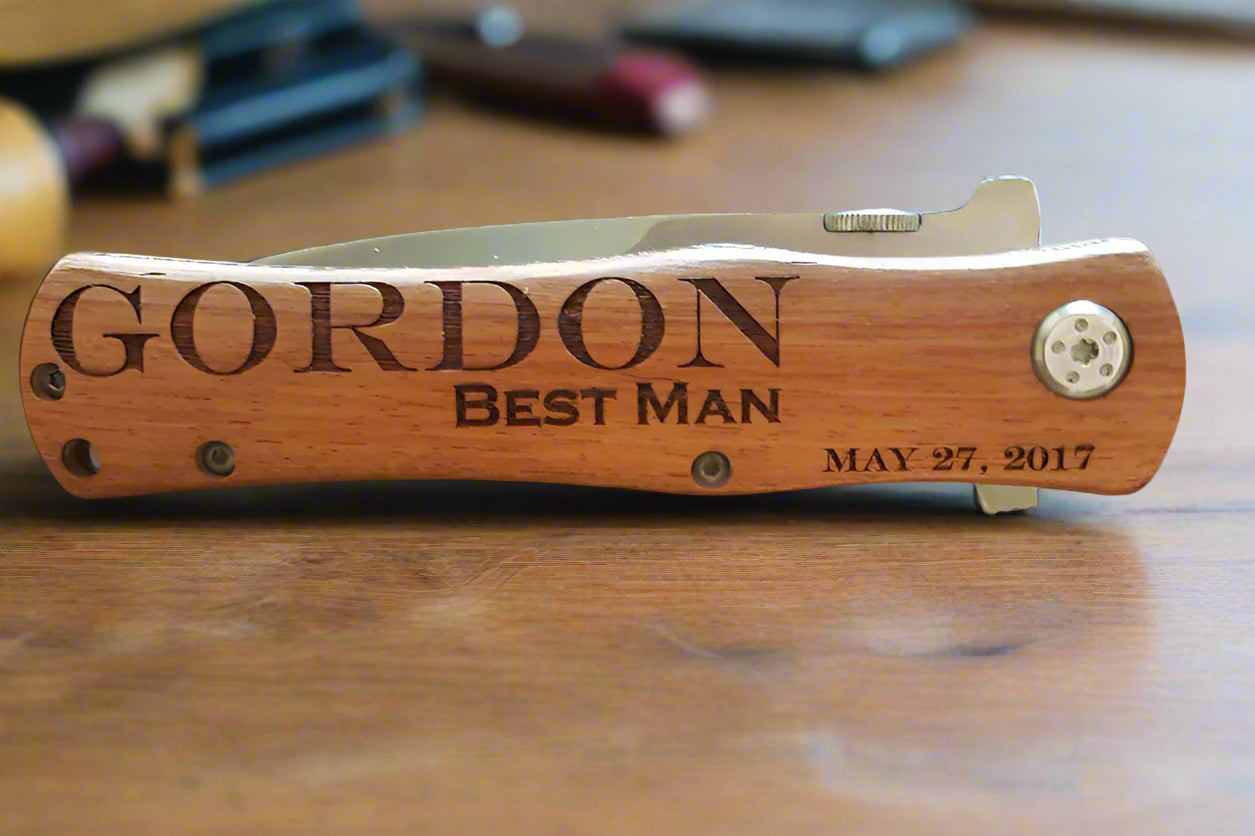 GORDON
BEST MAN
MAY 27, 2017